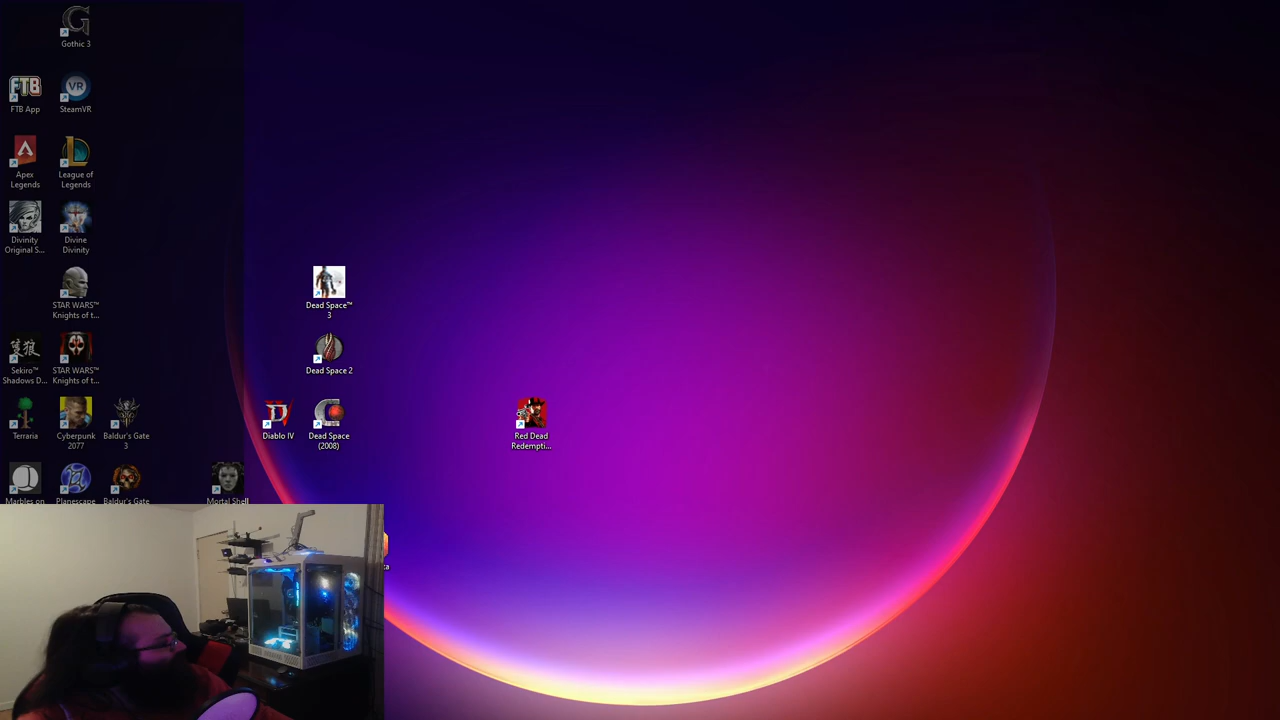 Gothic 3
FTB App
SteamVR
Apex
Legends
League of
Legends
Divinity
Original S...
Divine
Divinity
STAR WARS™
Knights of t...
Sekiro™
Shadows D...
STAR WARS™
Knights of t...
Terraria
Cyberpunk
2077
Baldur's Gate
3
Marbles on
Planescape
Baldur's Gate
Mortal Shell
Dead Space™
3
Dead Space 2
Diablo IV
Dead Space
(2008)
Red Dead
Redempti...